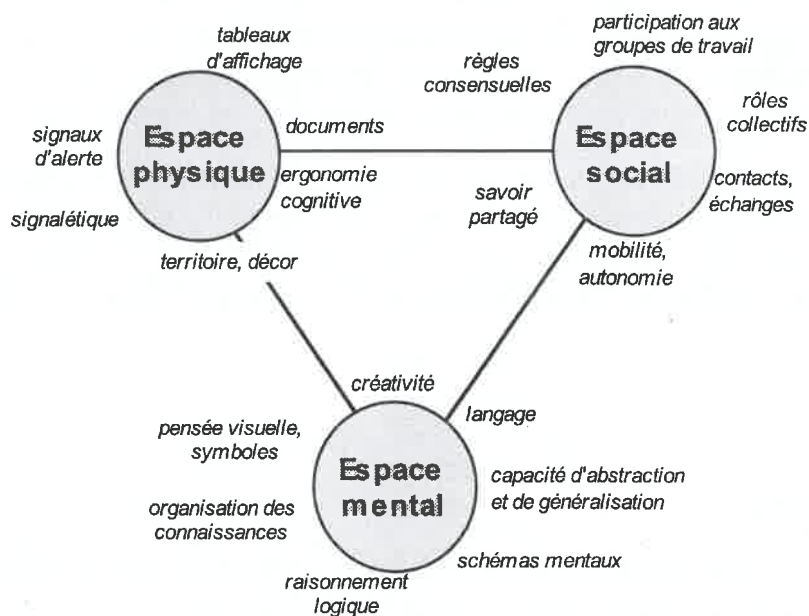 tableaux
d'affichage
signaux
d'alerte
Espace
physique
documents
ergonomie
cognitive
signalétique
territoire, décor
participation aux
groupes de travail
règles
consensuelles
Espace
social
rôles
collectifs
contacts,
échanges
savoir
partagé
mobilité,
autonomie
créativité
langage
pensée visuelle,
symboles
Espace
mental
capacité d'abstraction
et de généralisation
organisation des
connaissances
schémas mentaux
raisonnement
logique